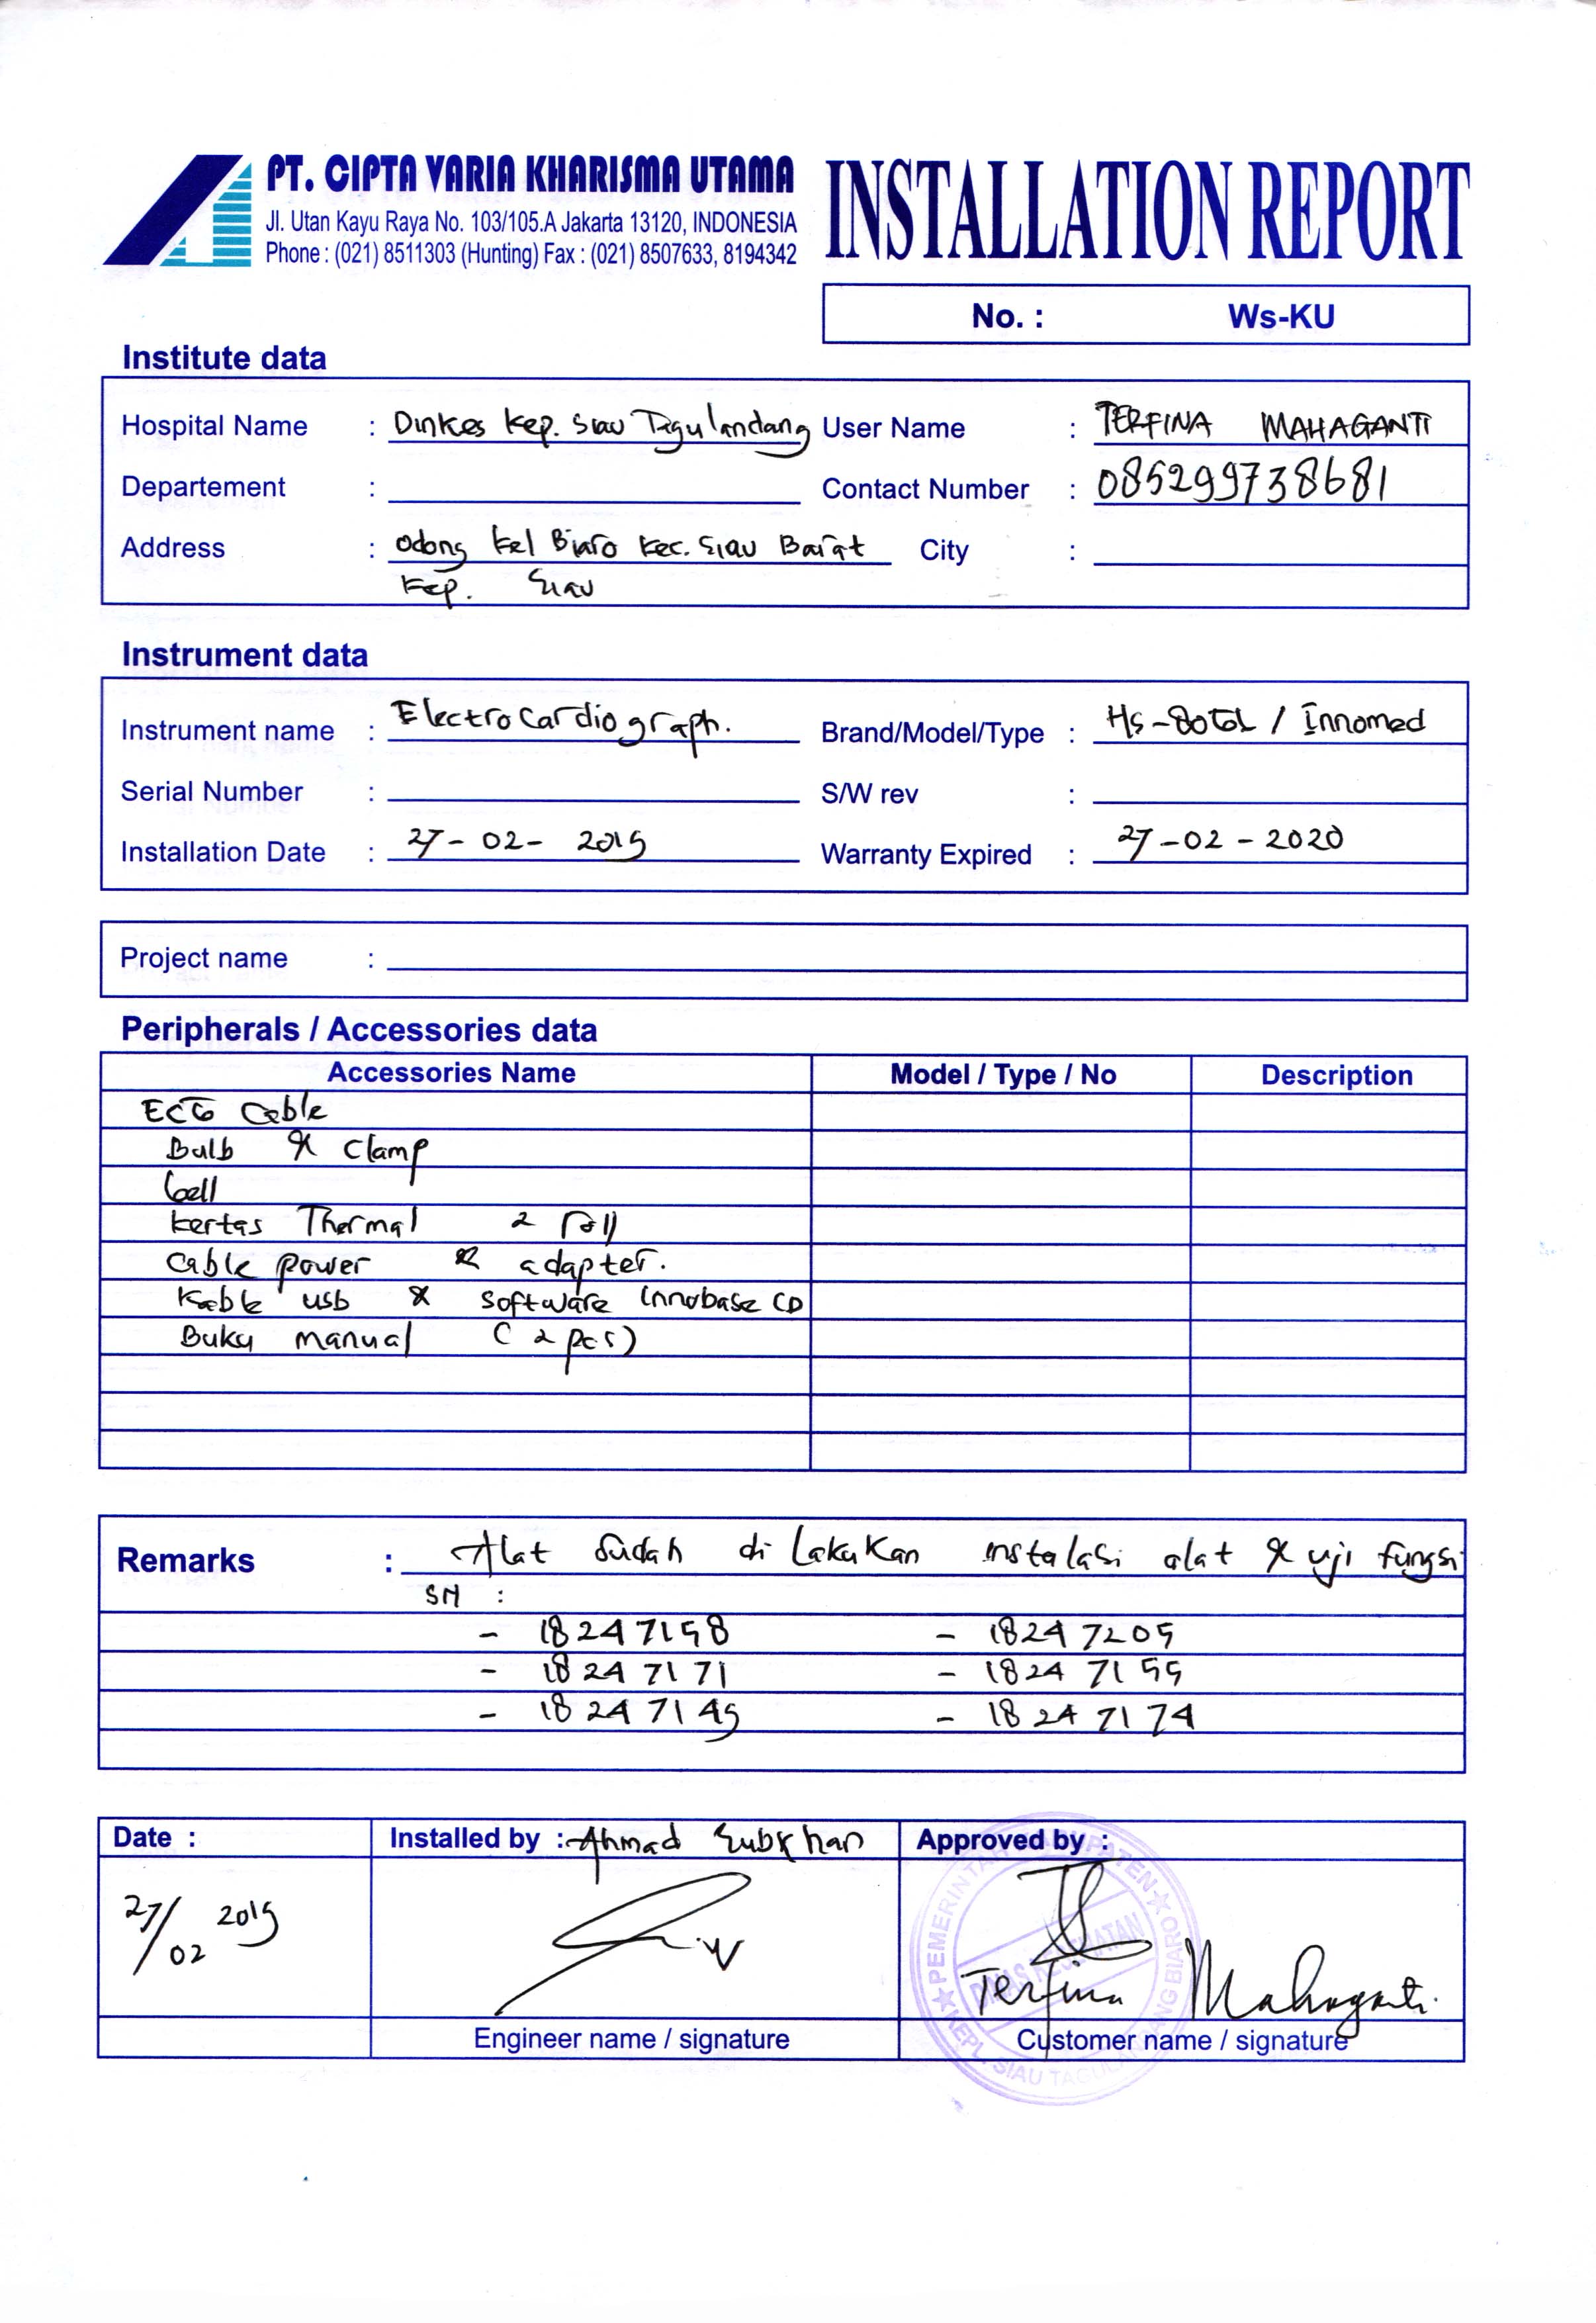 PT. CIPTA VARIA KHARISMA UTAMA
Jl. Utan Kayu Raya No. 103/105.A Jakarta 13120, INDONESIA
Phone : (021) 8511303 (Hunting) Fax : (021) 8507633, 8194342
INSTALLATION REPORT
No. : Ws-KU
Institute data
Hospital Name : Dinkes Kep. Siau Tagulandang User Name : TERFINA MAHAGANTI
Departement : Contact Number : 085299738681
Address : Odong Kel Biaro Kec. Siau Barat City :
Kep. Siau
Instrument data
Instrument name : ElectroCardiograph. Brand/Model/Type : HS-80G2L / Innomed
Serial Number : S/W rev :
Installation Date : 27-02-2019 Warranty Expired : 27-02-2020
Project name :
Peripherals / Accessories data
Accessories Name Model / Type / No Description
ECG Cable
Bulb & Clamp
Gell
Kertas Thermal 2 roll
Cable power & adapter.
Kable usb & software innobase CD
Buku manual (2 pcs)
Remarks : Alat sudah di Lakukan instalasi alat & uji fungsi
SN :
- 18247158 - 18247205
- 18247171 - 18247155
- 18247149 - 18247174
Date : Installed by : Ahmad Subkhan Approved by :
27/02 2019
PEMERINTAH KABUPATEN
DINAS KESEHATAN
KEPL. SIAU TAGULANDANG BIARO
Terfina Mahaganti.
Engineer name / signature Customer name / signature